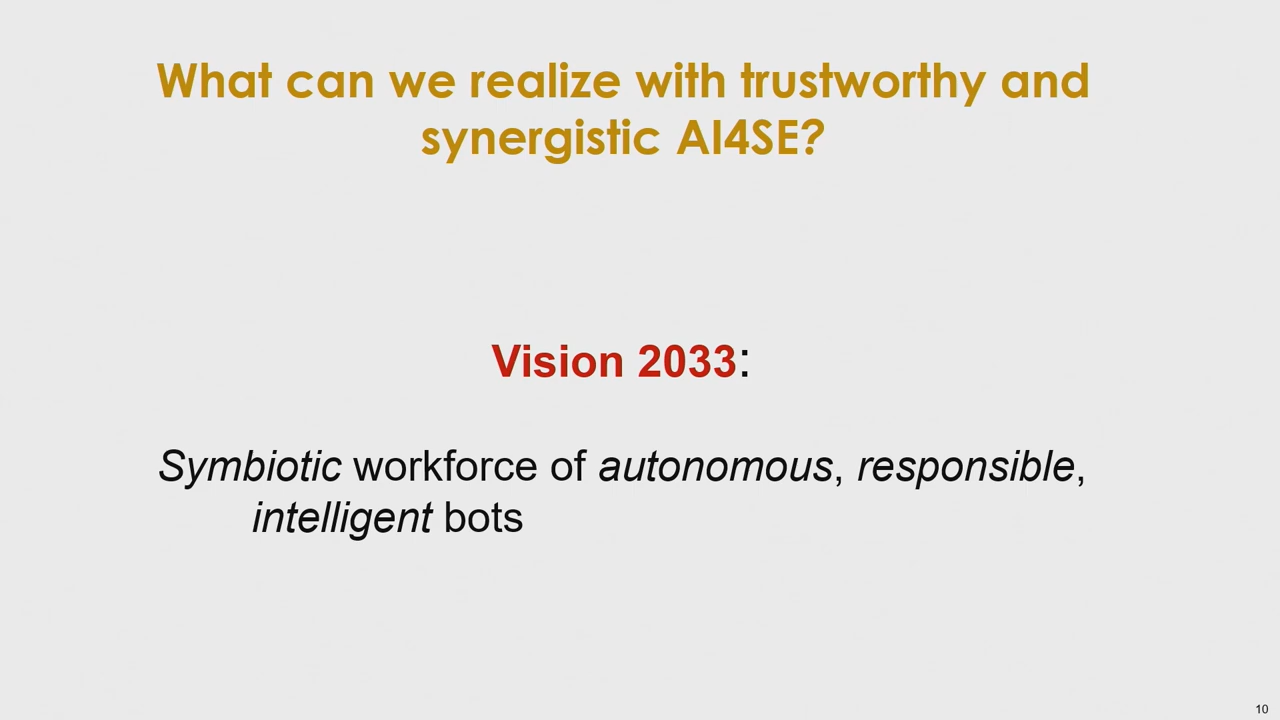 What can we realize with trustworthy and
synergistic AI4SE?
Vision 2033:
Symbiotic workforce of autonomous, responsible,
intelligent bots
10